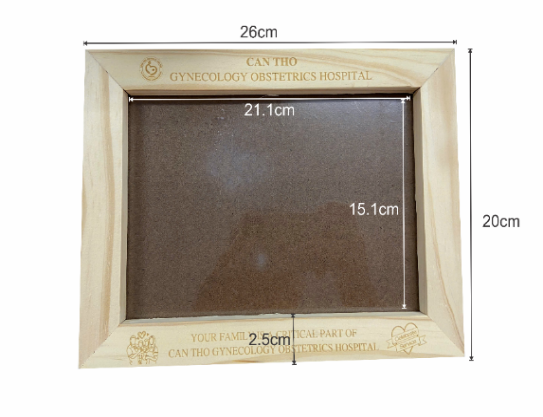 26cm
CAN THO
GYNECOLOGY OBSTETRICS HOSPITAL
21.1cm
15.1cm
20cm
YOUR FAMILY IS A CRITICAL PART OF
2.5cm
CAN THO GYNECOLOGY OBSTETRICS HOSPITAL